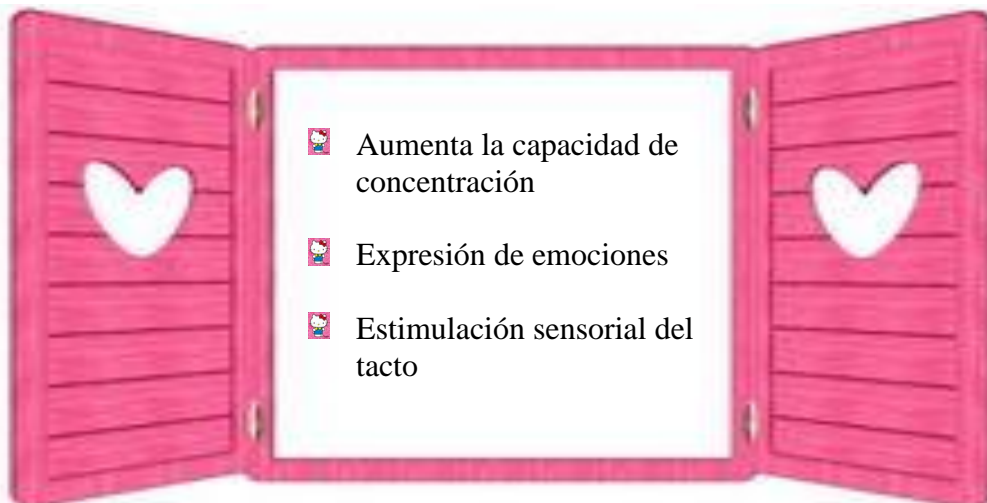 Aumenta la capacidad de
concentración
Expresión de emociones
Estimulación sensorial del
tacto